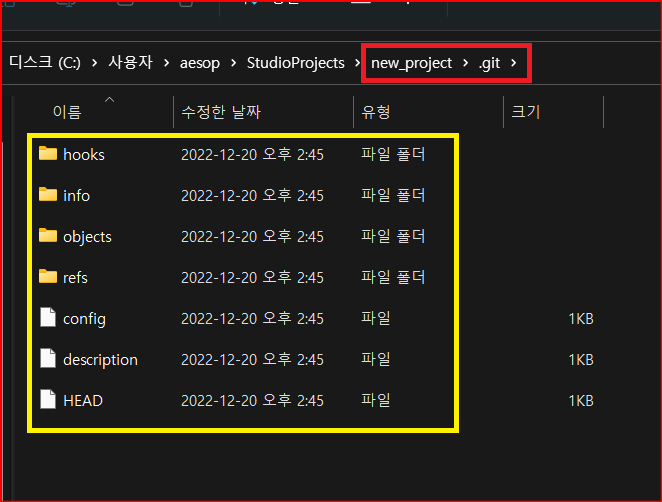 디스크 (C:) > 사용자 > aesop > StudioProjects > new_project > .git >
이름 수정한 날짜 유형 크기
hooks 2022-12-20 오후 2:45 파일 폴더
info 2022-12-20 오후 2:45 파일 폴더
objects 2022-12-20 오후 2:45 파일 폴더
refs 2022-12-20 오후 2:45 파일 폴더
config 2022-12-20 오후 2:45 파일 1KB
description 2022-12-20 오후 2:45 파일 1KB
HEAD 2022-12-20 오후 2:45 파일 1KB